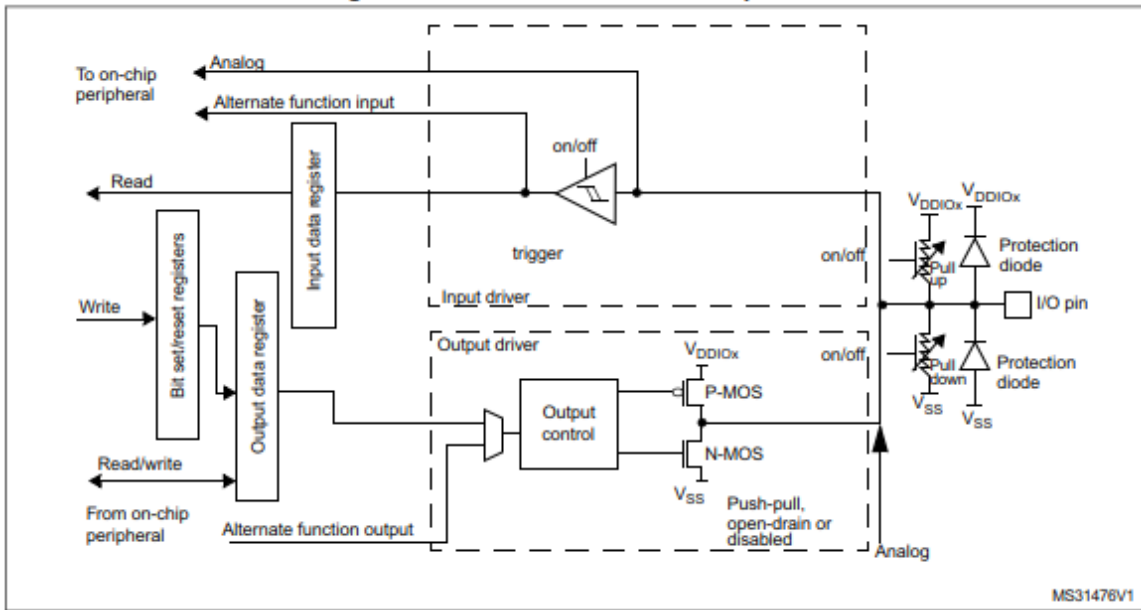 Analog
To on-chip
peripheral
Alternate function input
on/off
Read
Input data register
trigger
Input driver
VDDIOx
VDDIOx
on/off
Pull
up
Protection
diode
I/O pin
Write
Bit set/reset registers
Output data register
Output driver
VDDIOx
P-MOS
Output
control
N-MOS
VSS
on/off
Pull
down
Protection
diode
VSS
VSS
Read/write
From on-chip
peripheral
Alternate function output
Push-pull,
open-drain or
disabled
Analog
MS31476V1